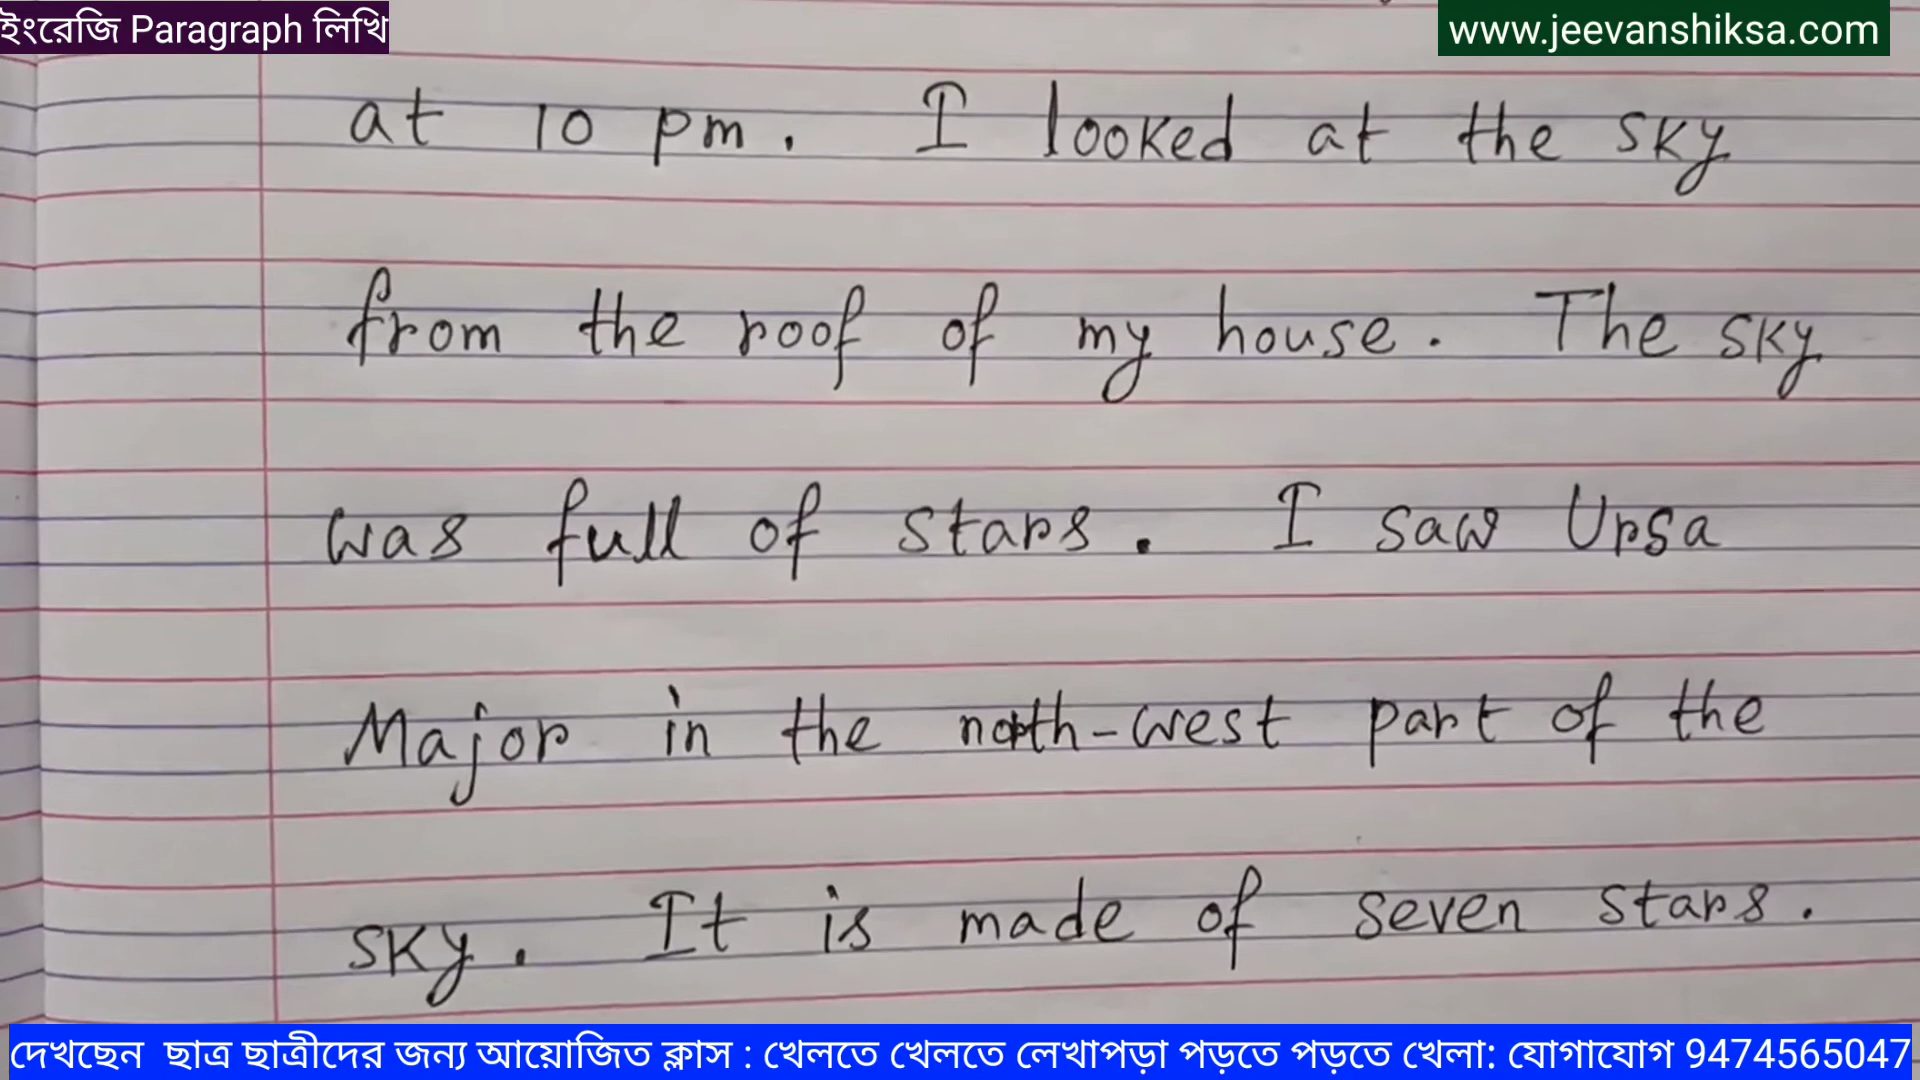 ইংরেজি Paragraph লিখি
www.jeevanshiksa.com
at 10 pm. I looked at the sky
from the roof of my house. The sky
was full of stars. I saw Ursa
Major in the north-west part of the
sky. It is made of seven stars.
দেখছেন ছাত্র ছাত্রীদের জন্য আয়োজিত ক্লাস : খেলতে খেলতে লেখাপড়া পড়তে পড়তে খেলা: যোগাযোগ 9474565047